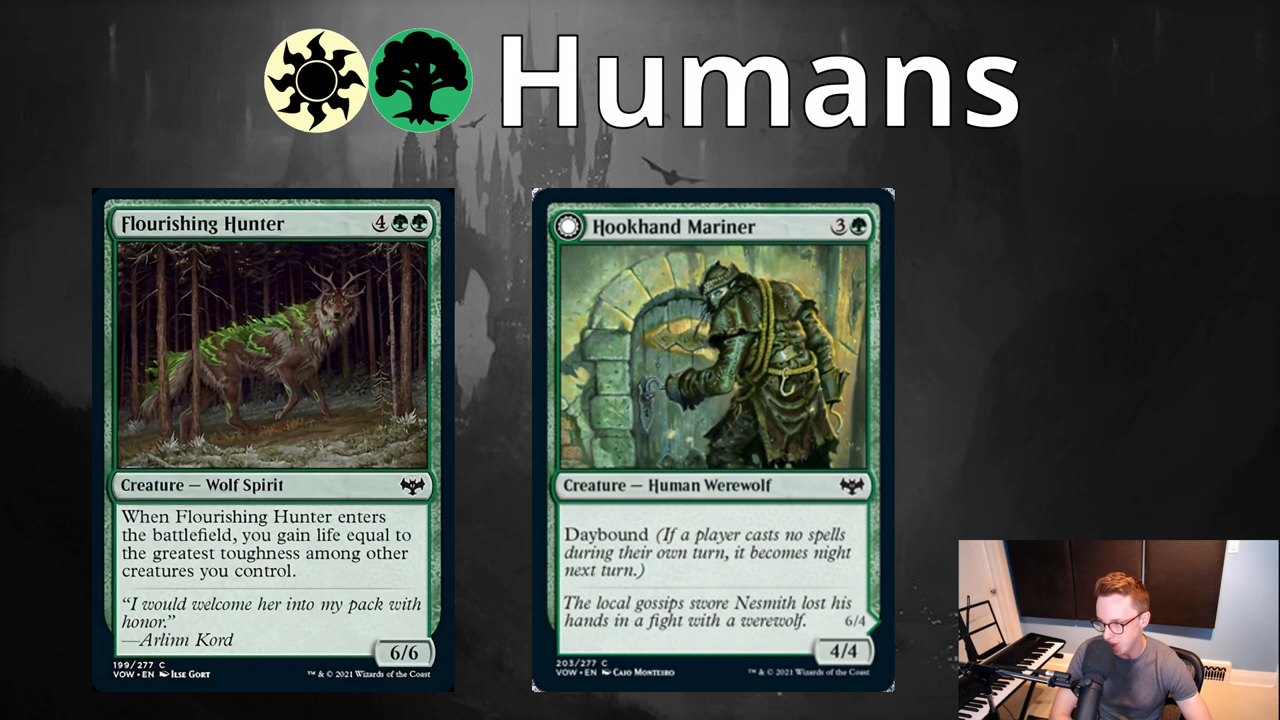 Humans
Flourishing Hunter 4
Creature — Wolf Spirit
When Flourishing Hunter enters
the battlefield, you gain life equal to
the greatest toughness among other
creatures you control.
“I would welcome her into my pack with
honor.”
—Arlinn Kord
6/6
199/277 C
VOW • EN Ilse Gort
™ & © 2021 Wizards of the Coast
Hookhand Mariner 3
Creature — Human Werewolf
Daybound (If a player casts no spells
during their own turn, it becomes night
next turn.)
The local gossips swore Nesmith lost his
hands in a fight with a werewolf.
6/4
4/4
203/277 C
VOW • EN Caio Monteiro
™ & © 2021 Wizards of the Coast